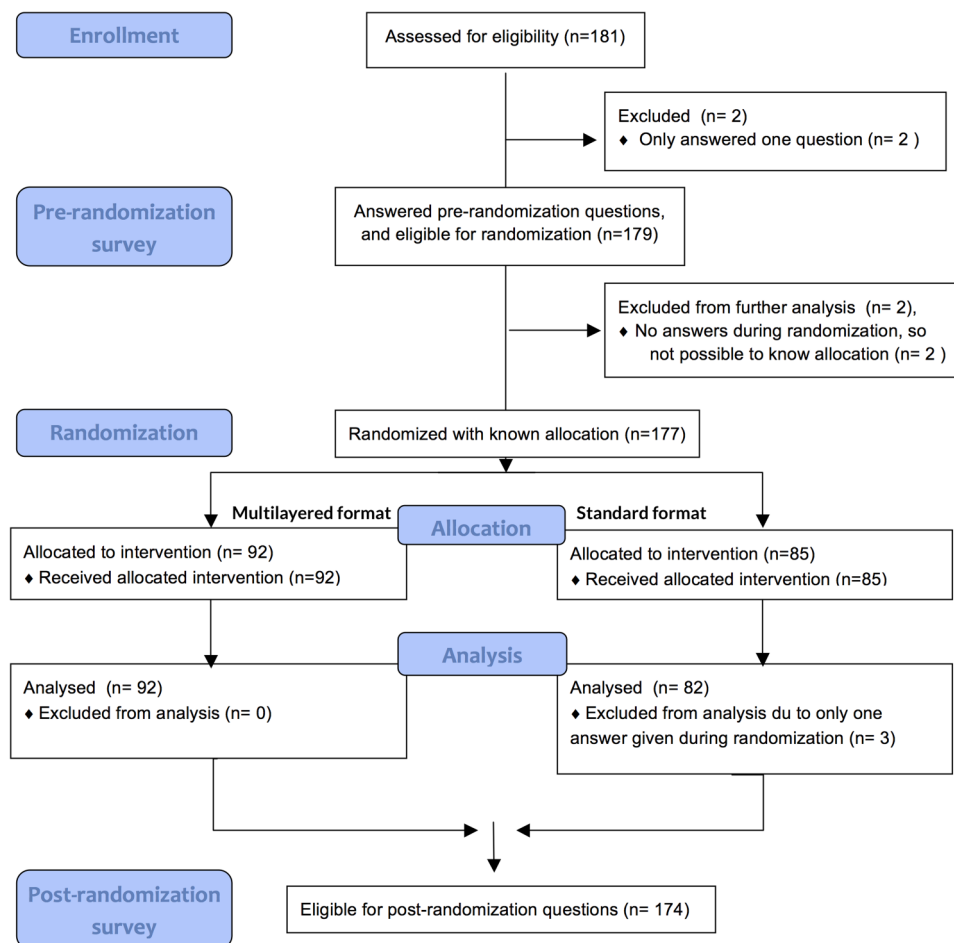 Enrollment
Assessed for eligibility (n=181)
Excluded  (n= 2)
♦ Only answered one question (n= 2 )
Pre-randomization
survey
Answered pre-randomization questions,
and eligible for randomization (n=179)
Excluded from further analysis  (n= 2),
♦ No answers during randomization, so
not possible to know allocation (n= 2 )
Randomization
Randomized with known allocation (n=177)
Multilayered format
Allocation
Standard format
Allocated to intervention (n= 92)
♦ Received allocated intervention (n=92)
Allocated to intervention (n=85)
♦ Received allocated intervention (n=85)
Analysis
Analysed  (n= 92)
♦ Excluded from analysis (n= 0)
Analysed  (n= 82)
♦ Excluded from analysis du to only one
answer given during randomization (n= 3)
Post-randomization
survey
Eligible for post-randomization questions (n= 174)